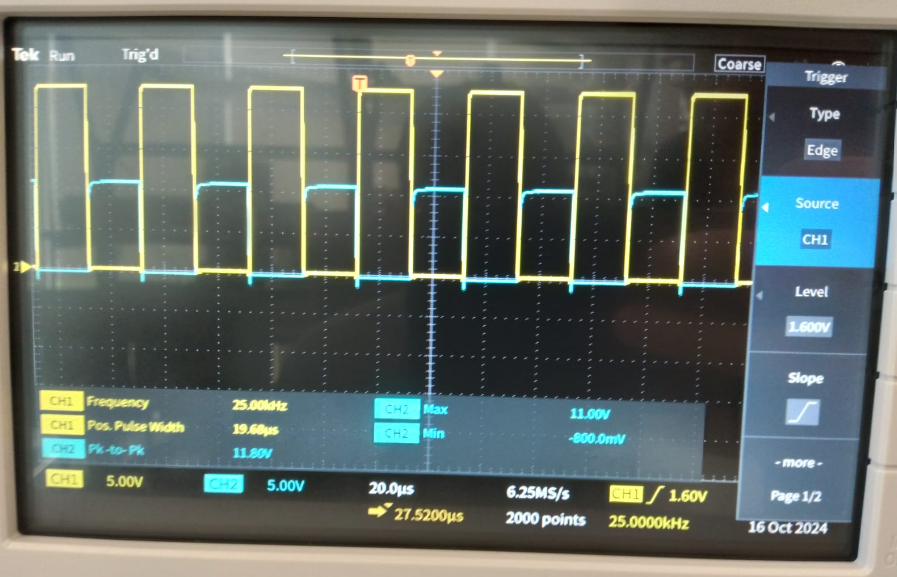 Tek Run Trig'd Coarse
T
Trigger
Type
Edge
Source
CH1
Level
1.600V
Slope
- more -
Page 1/2
CH1 Frequency 25.00kHz CH2 Max 11.00V
CH1 Pos. Pulse Width 19.68µs CH2 Min -800.0mV
CH2 Pk-to-Pk 11.80V
CH1 5.00V CH2 5.00V 20.0µs 6.25MS/s CH1 1.60V
27.5200µs 2000 points 25.0000kHz
16 Oct 2024